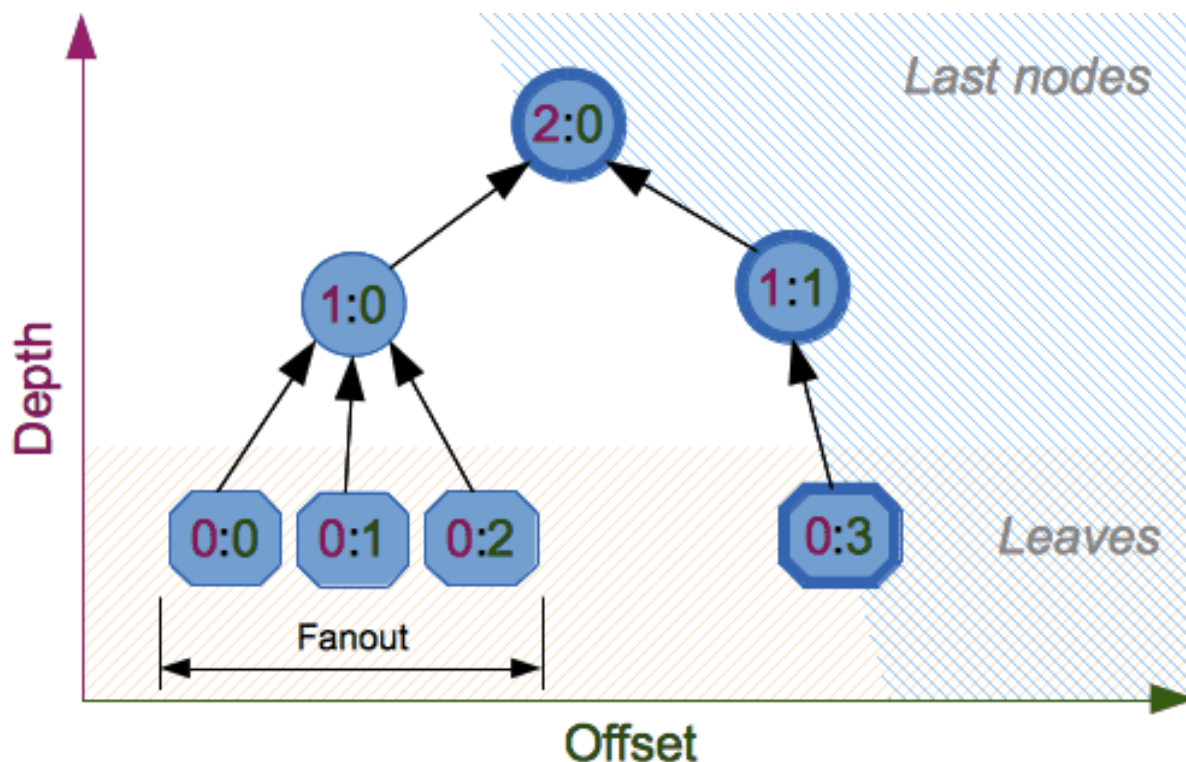 Last nodes
2:0
1:0
1:1
Depth
0:0 0:1 0:2 0:3
Leaves
Fanout
Offset